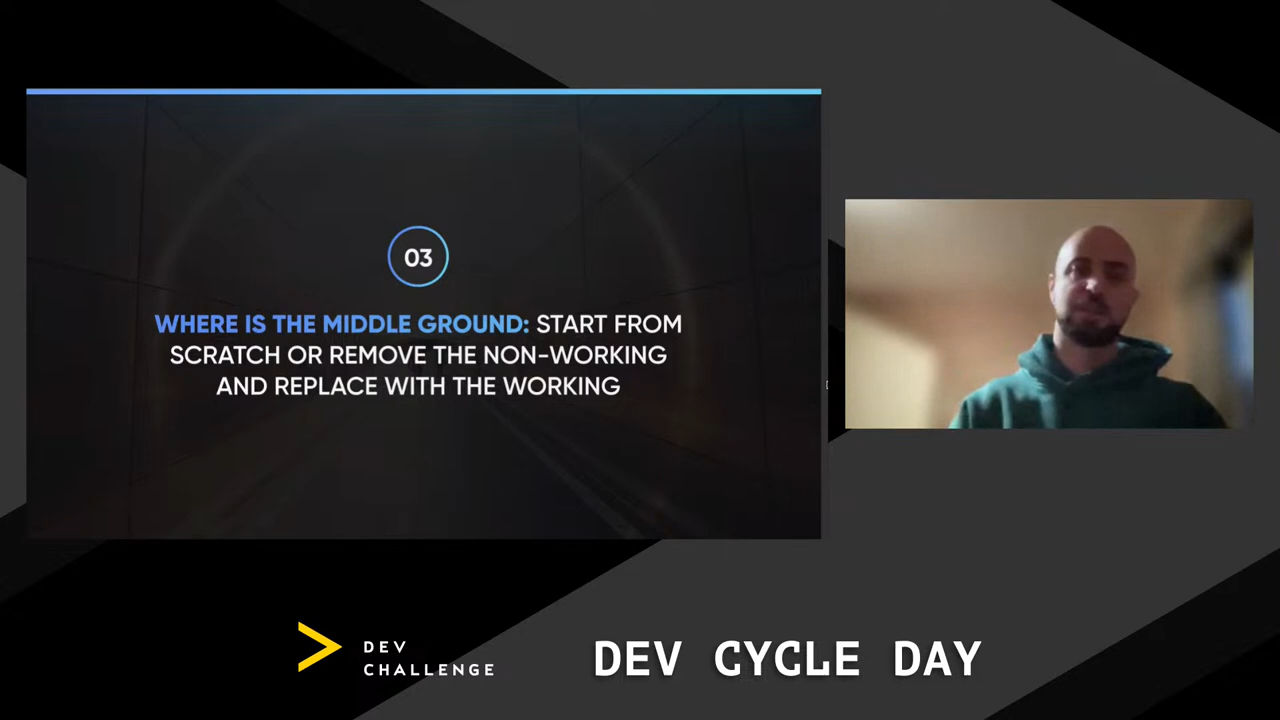 03
WHERE IS THE MIDDLE GROUND: START FROM
SCRATCH OR REMOVE THE NON-WORKING
AND REPLACE WITH THE WORKING
DEV
CHALLENGE
DEV CYCLE DAY